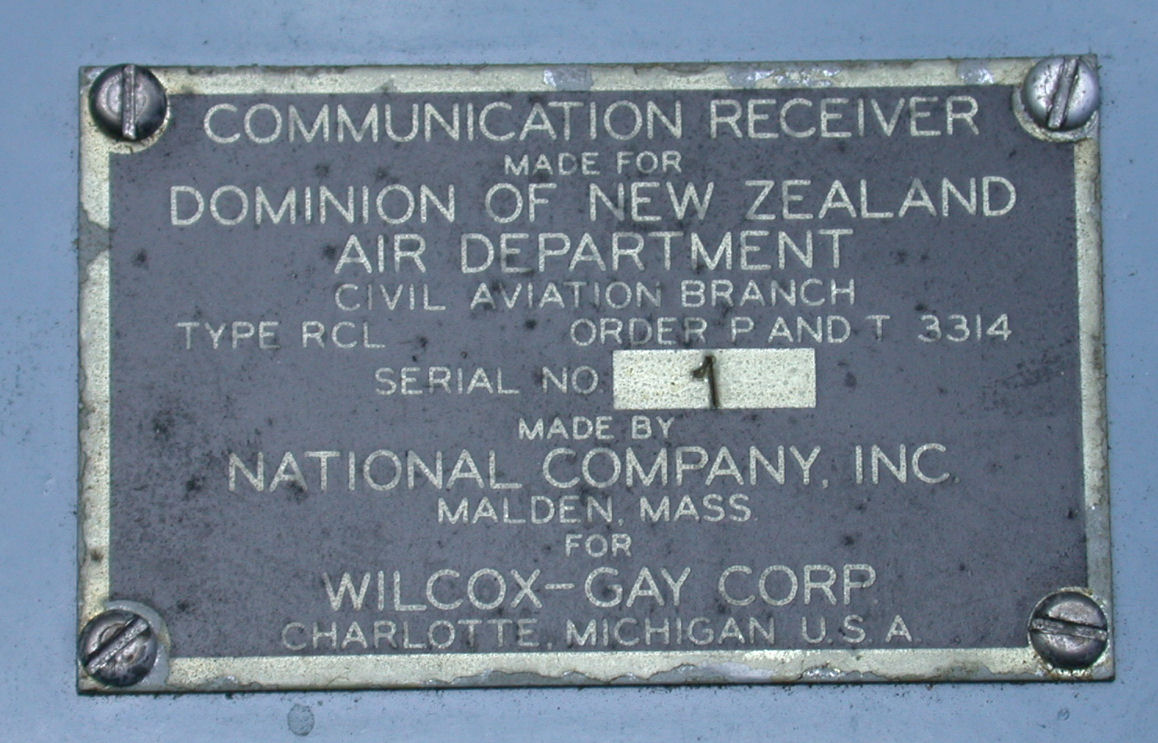 COMMUNICATION RECEIVER
MADE FOR
DOMINION OF NEW ZEALAND
AIR DEPARTMENT
CIVIL AVIATION BRANCH
TYPE RCL ORDER P AND T 3314
SERIAL NO. 1
MADE BY
NATIONAL COMPANY, INC.
MALDEN, MASS.
FOR
WILCOX-GAY CORP
CHARLOTTE, MICHIGAN U.S.A.